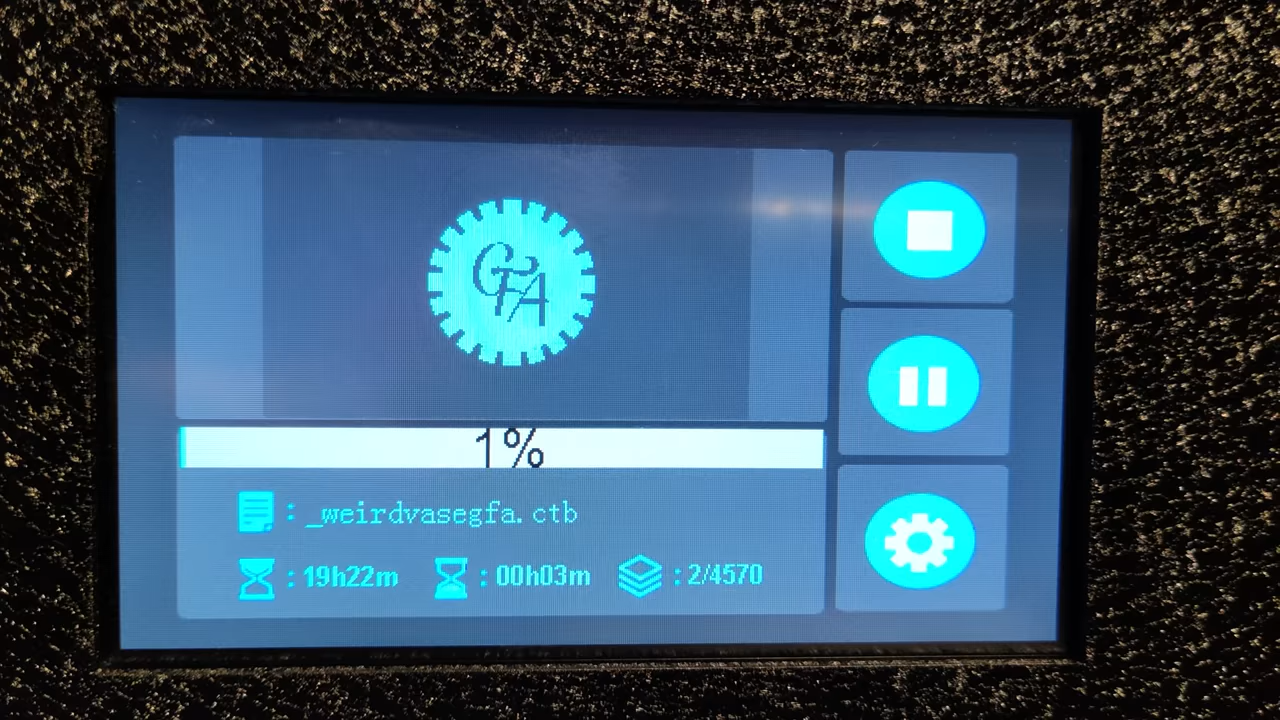 GFA
1%
: _weirdvasegfa.ctb
: 19h22m : 00h03m : 2/4570